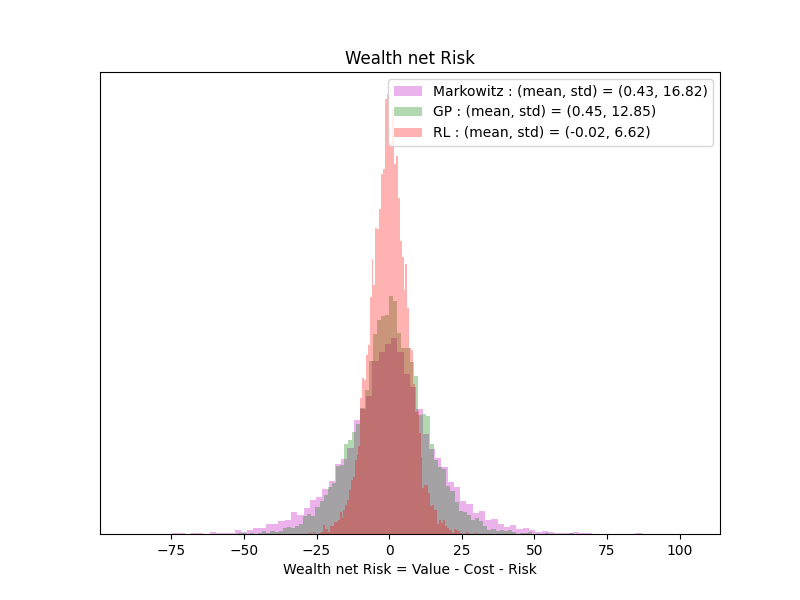 Wealth net Risk
Markowitz : (mean, std) = (0.43, 16.82)
GP : (mean, std) = (0.45, 12.85)
RL : (mean, std) = (-0.02, 6.62)
−75 −50 −25 0 25 50 75 100
Wealth net Risk = Value - Cost - Risk